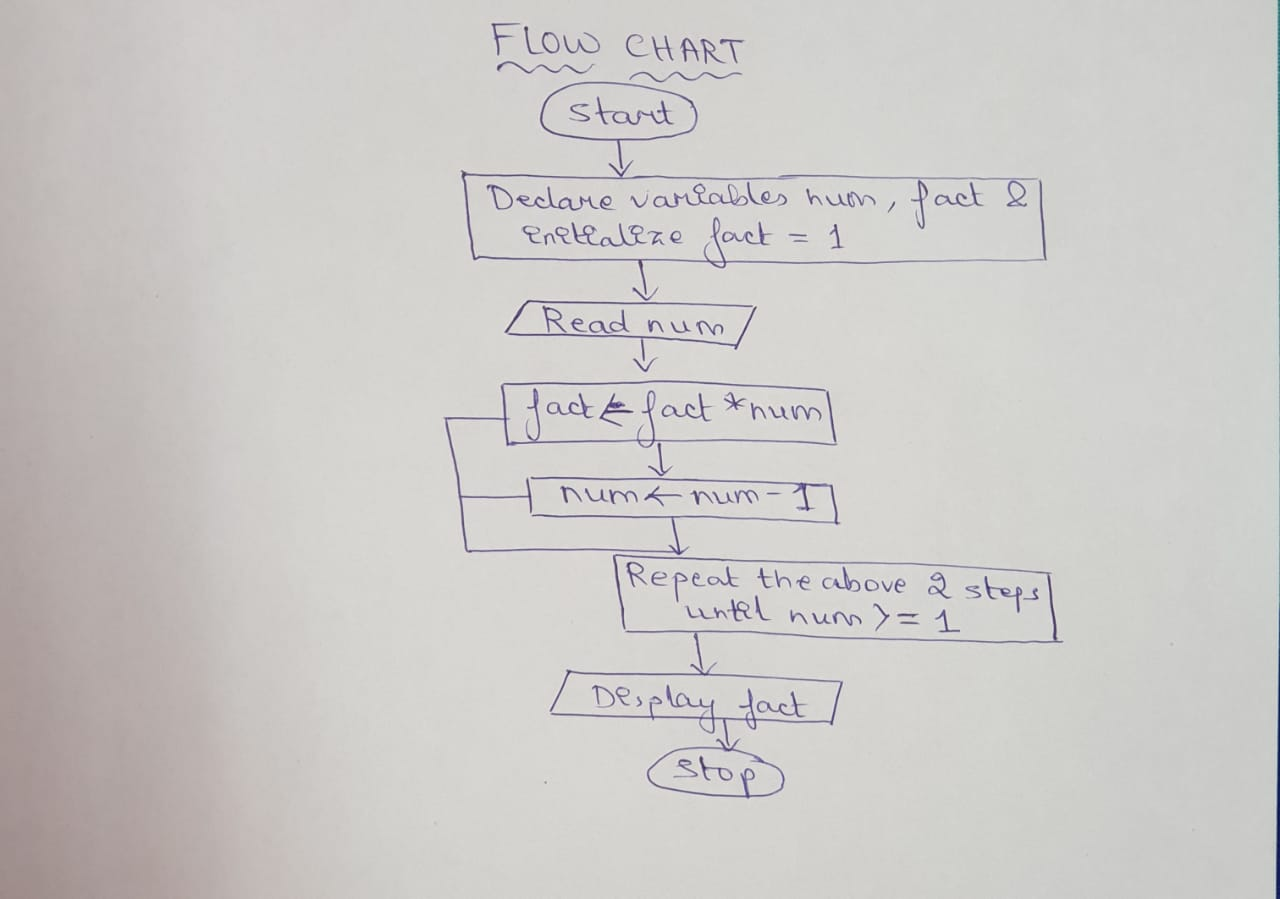 FLOW CHART
Start
Declare variables num, fact &
initialize fact = 1
Read num
fact ← fact * num
num ← num - 1
Repeat the above 2 steps
until num >= 1
Display fact
Stop